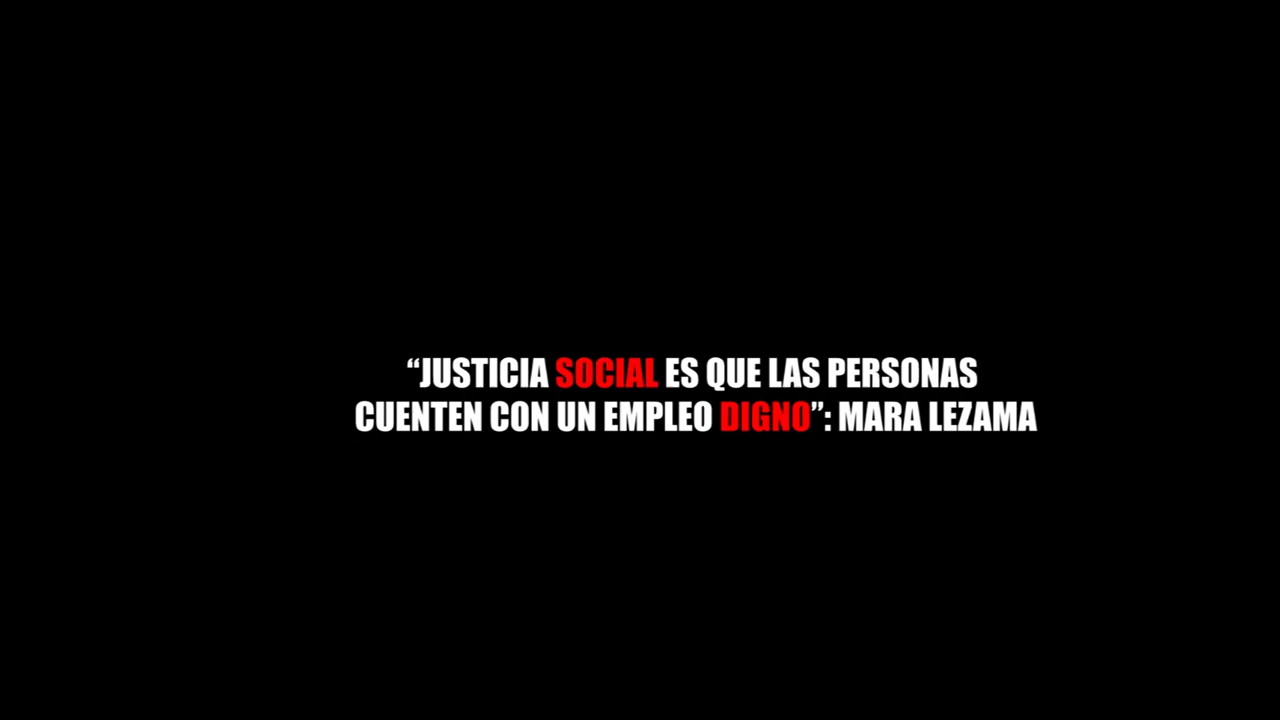 “JUSTICIA SOCIAL ES QUE LAS PERSONAS
CUENTEN CON UN EMPLEO DIGNO”: MARA LEZAMA